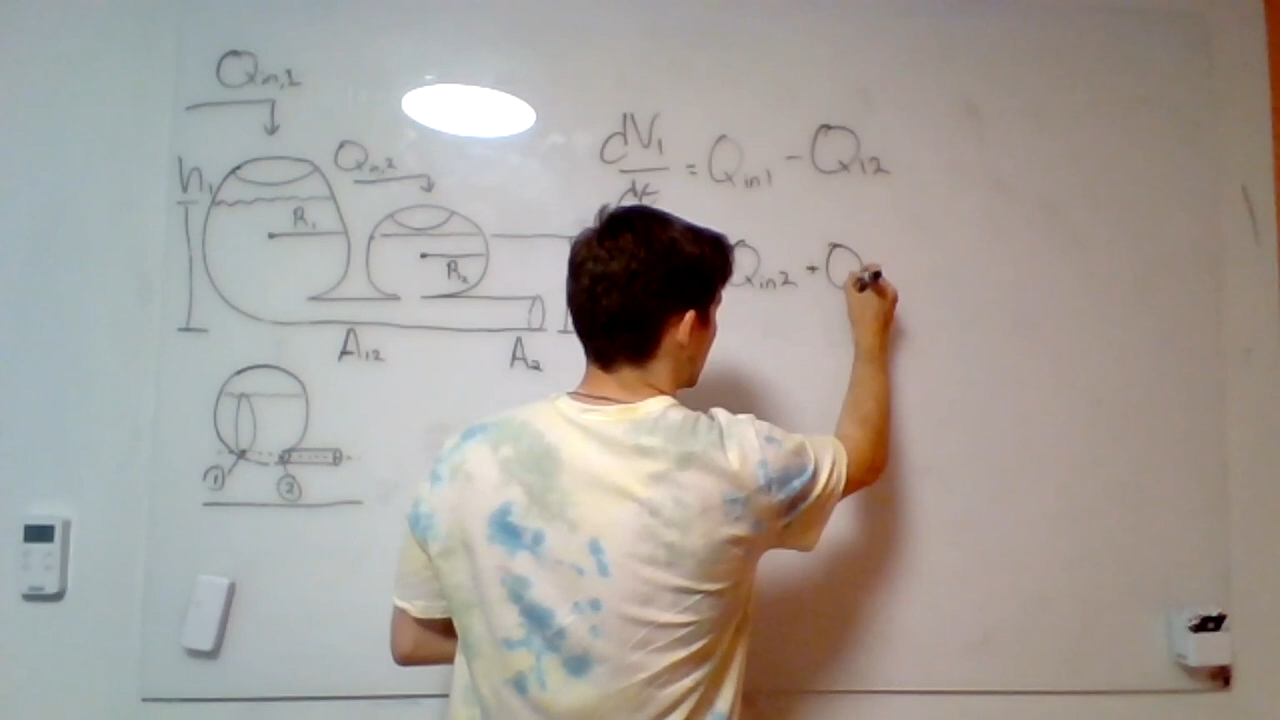 Qin,1
Qin,2
h1
R1
R2
A12
A2
1
2
dV1/dt = Qin1 - Q12
Qin2 + Q